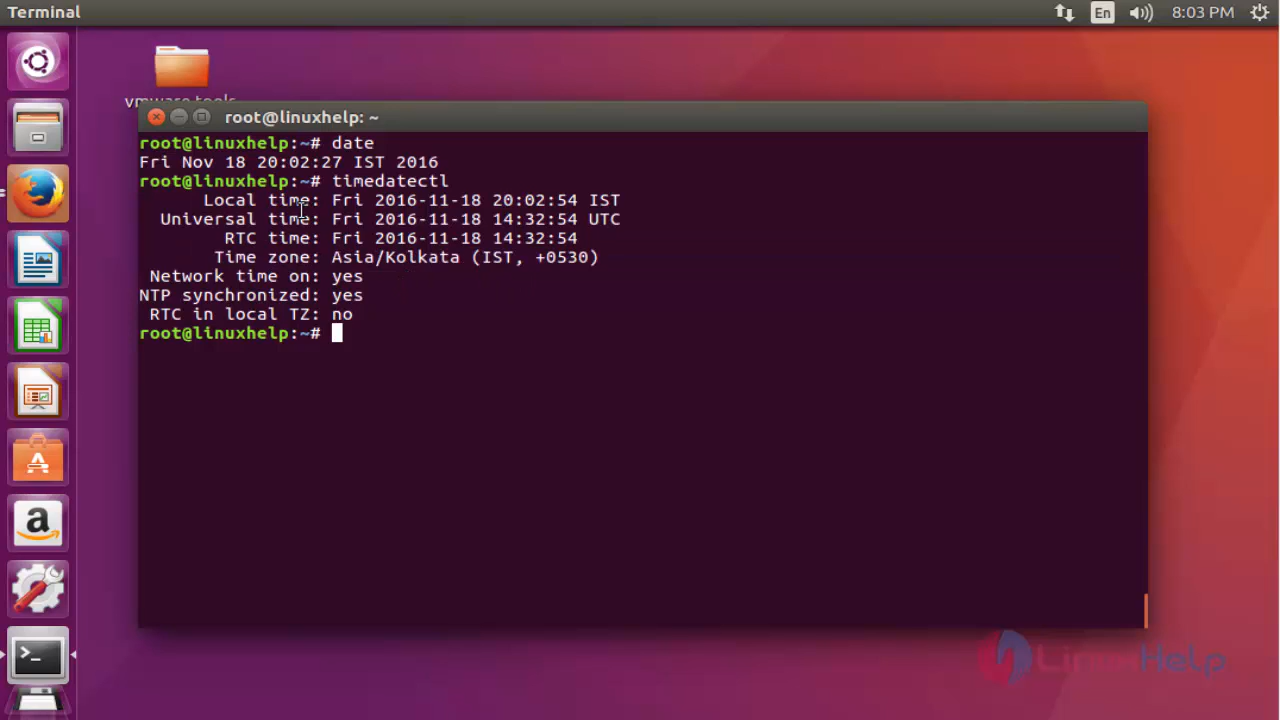 Terminal
En
8:03 PM
vmware tools
root@linuxhelp: ~
root@linuxhelp:~# date
Fri Nov 18 20:02:27 IST 2016
root@linuxhelp:~# timedatectl
Local time: Fri 2016-11-18 20:02:54 IST
Universal time: Fri 2016-11-18 14:32:54 UTC
RTC time: Fri 2016-11-18 14:32:54
Time zone: Asia/Kolkata (IST, +0530)
Network time on: yes
NTP synchronized: yes
RTC in local TZ: no
root@linuxhelp:~#
LinuxHelp